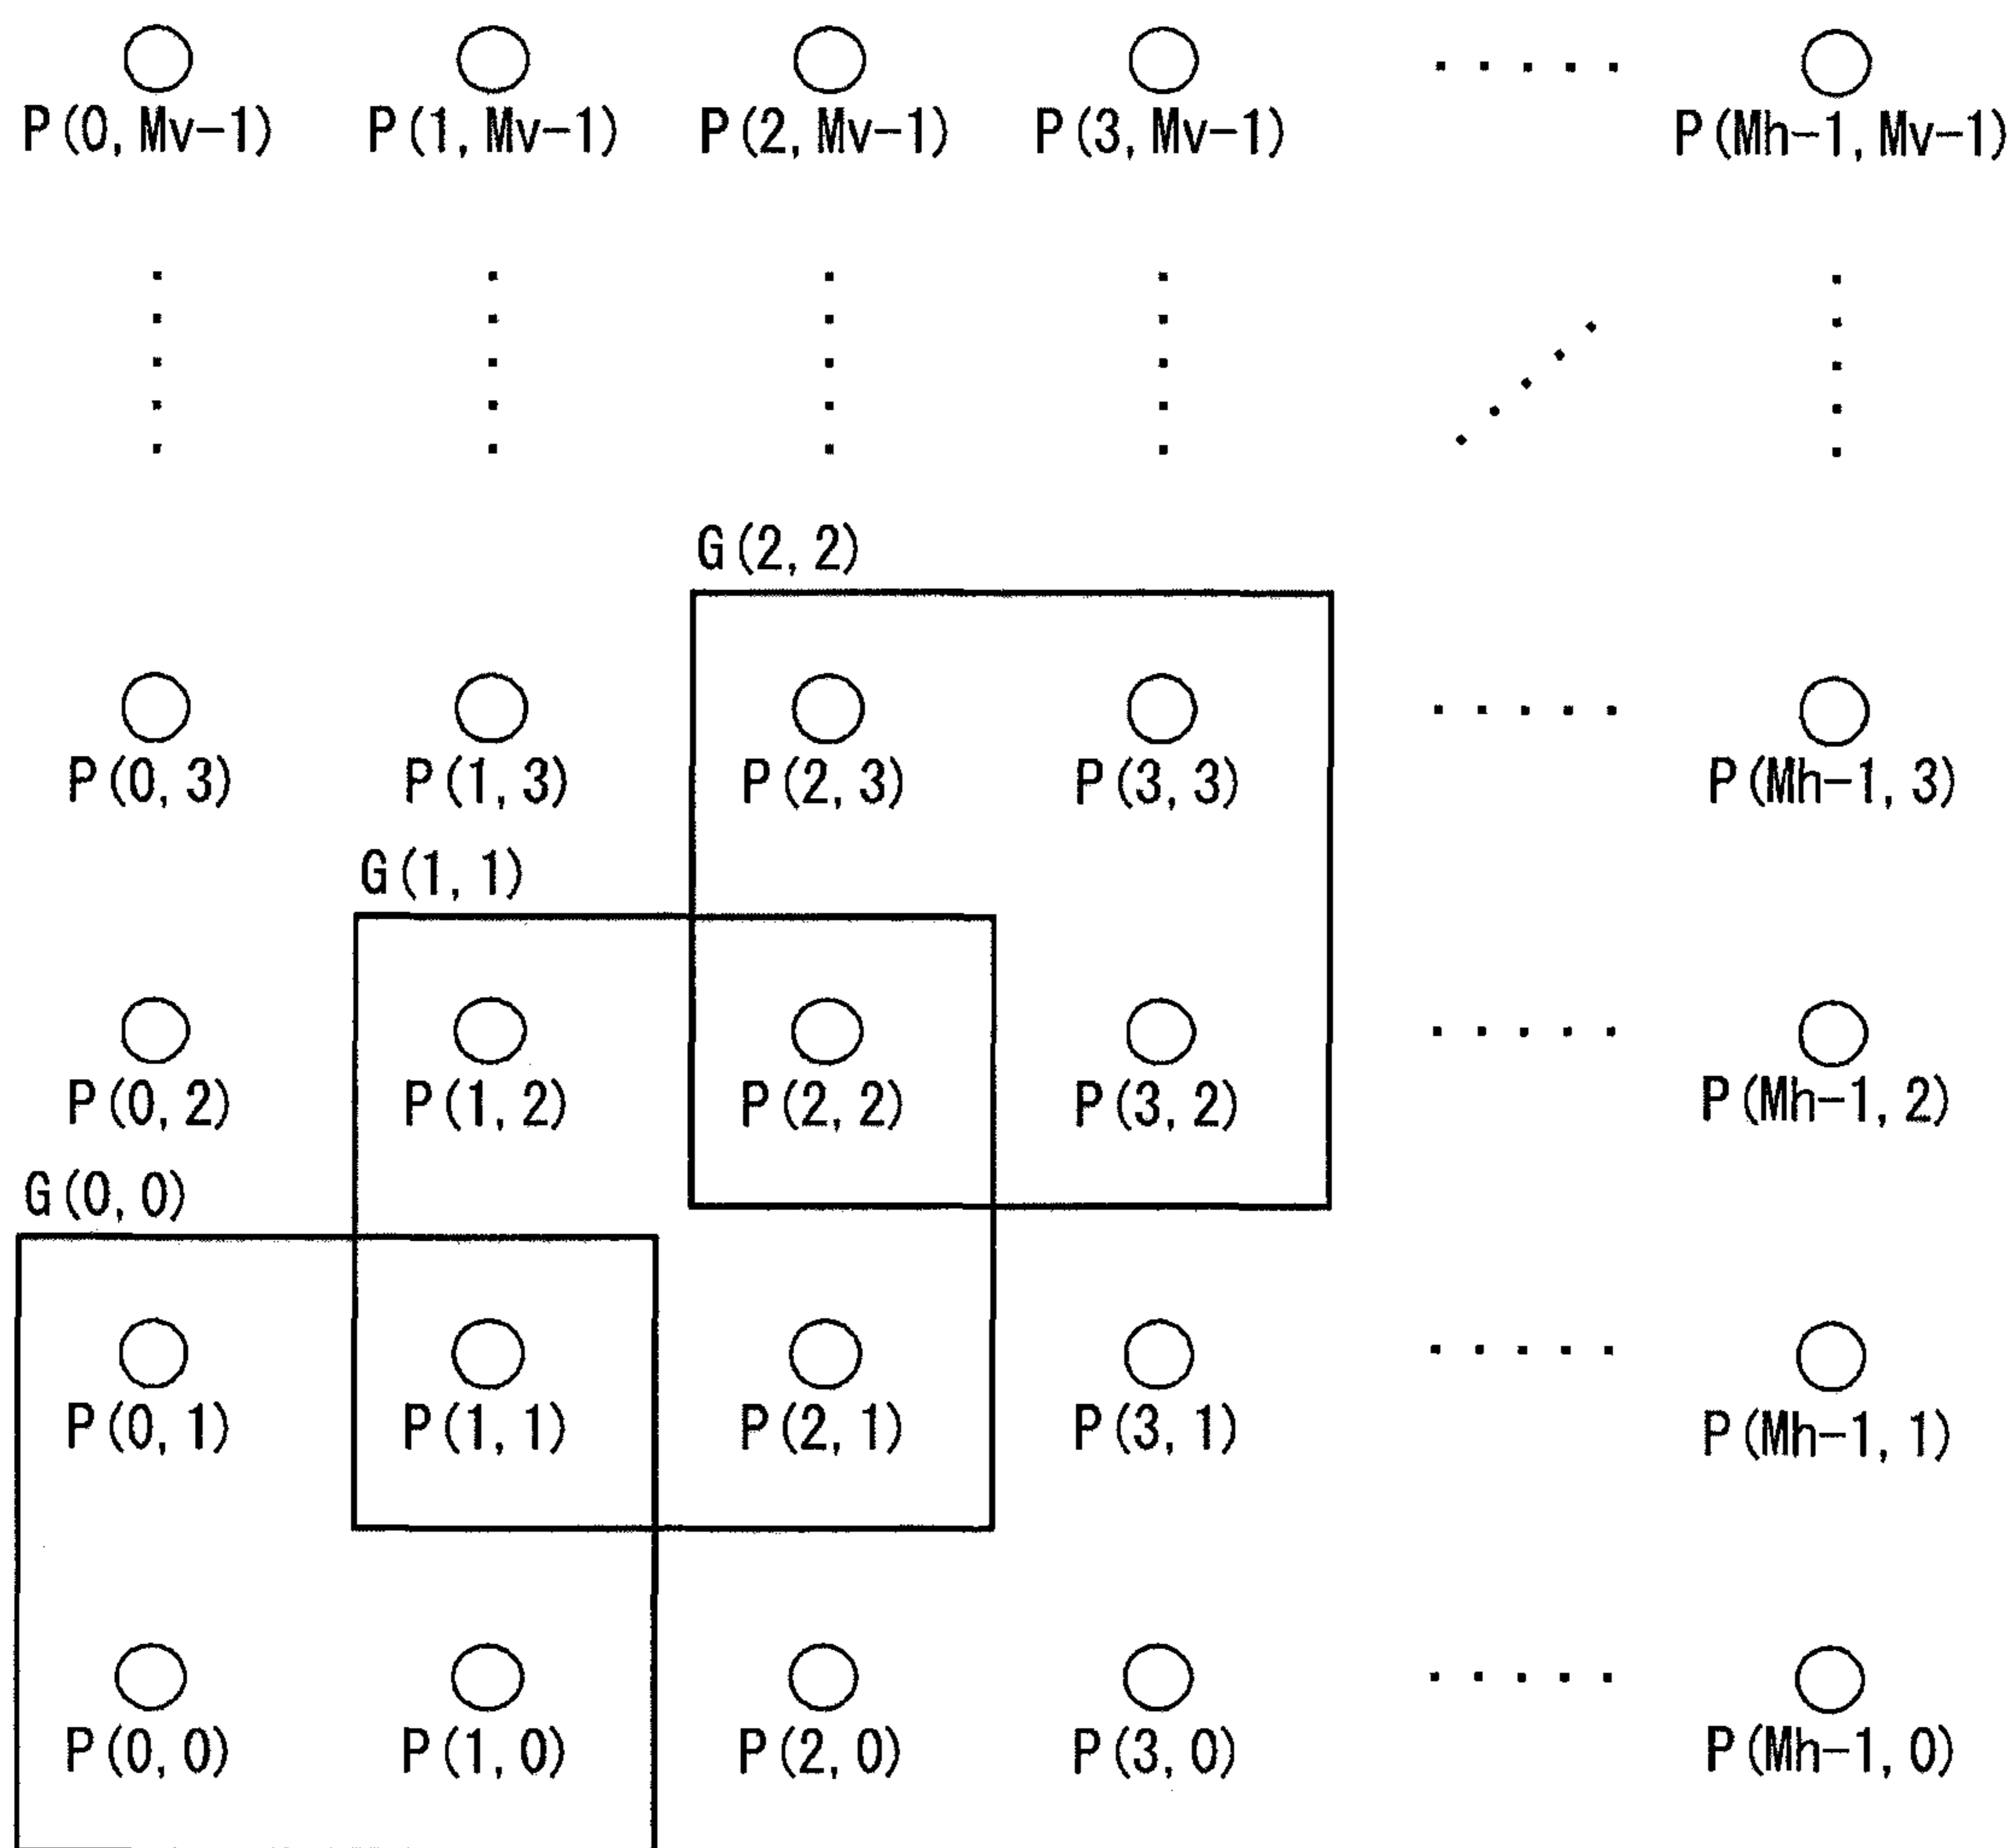 P(0,Mv-1) P(1,Mv-1) P(2,Mv-1) P(3,Mv-1) P(Mh-1,Mv-1)
G(2,2)
P(0,3) P(1,3) P(2,3) P(3,3) P(Mh-1,3)
G(1,1)
P(0,2) P(1,2) P(2,2) P(3,2) P(Mh-1,2)
G(0,0)
P(0,1) P(1,1) P(2,1) P(3,1) P(Mh-1,1)
P(0,0) P(1,0) P(2,0) P(3,0) P(Mh-1,0)